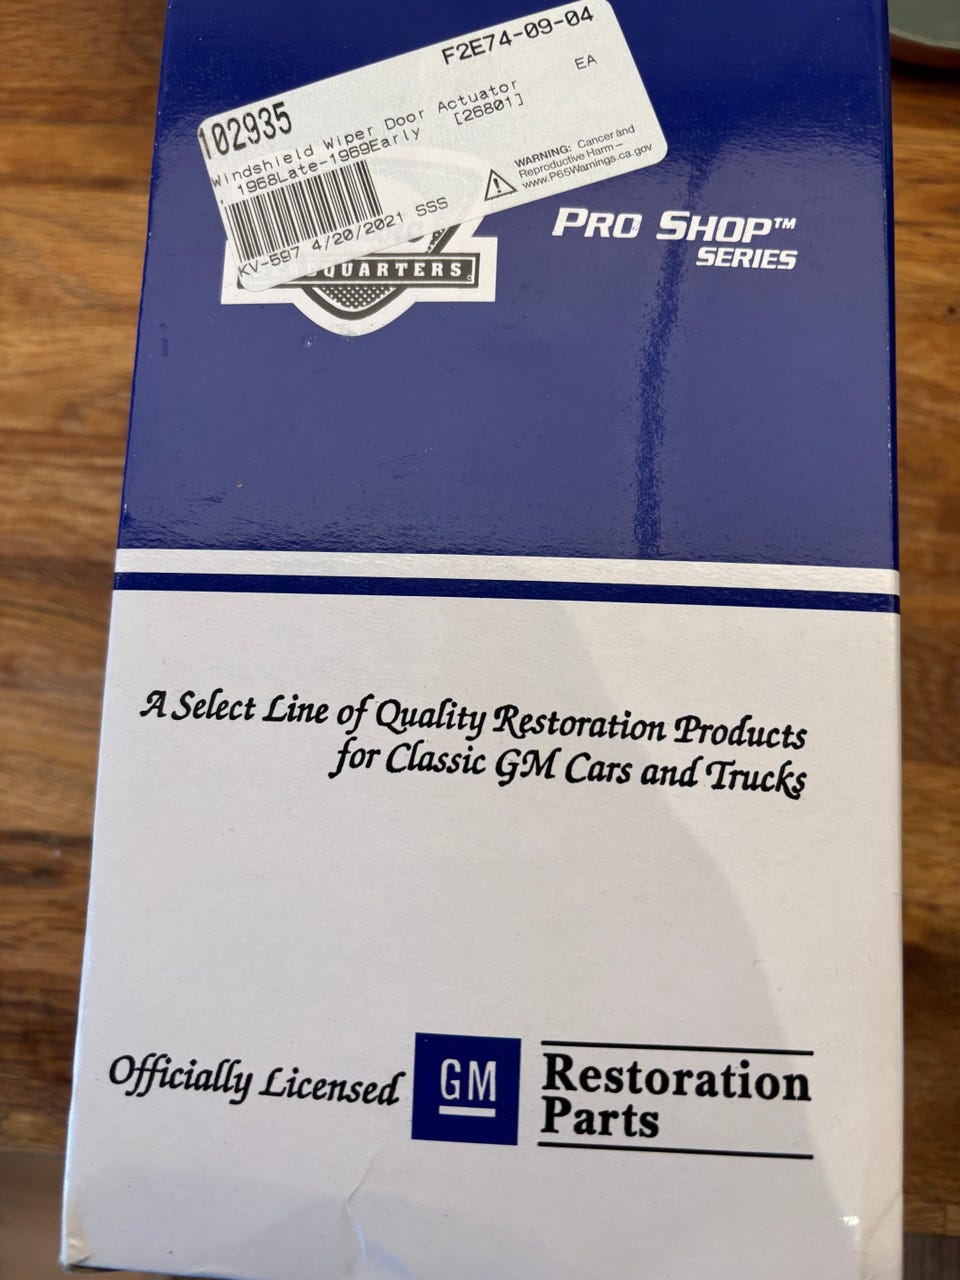 F2E74-09-04
102935
EA
Windshield Wiper Door Actuator
1968Late-1969Early [26801]
WARNING: Cancer and
Reproductive Harm –
www.P65Warnings.ca.gov
KV-597 4/20/2021 SSS
QUARTERS
PRO SHOP™
SERIES
A Select Line of Quality Restoration Products
for Classic GM Cars and Trucks
Officially Licensed
GM
Restoration
Parts